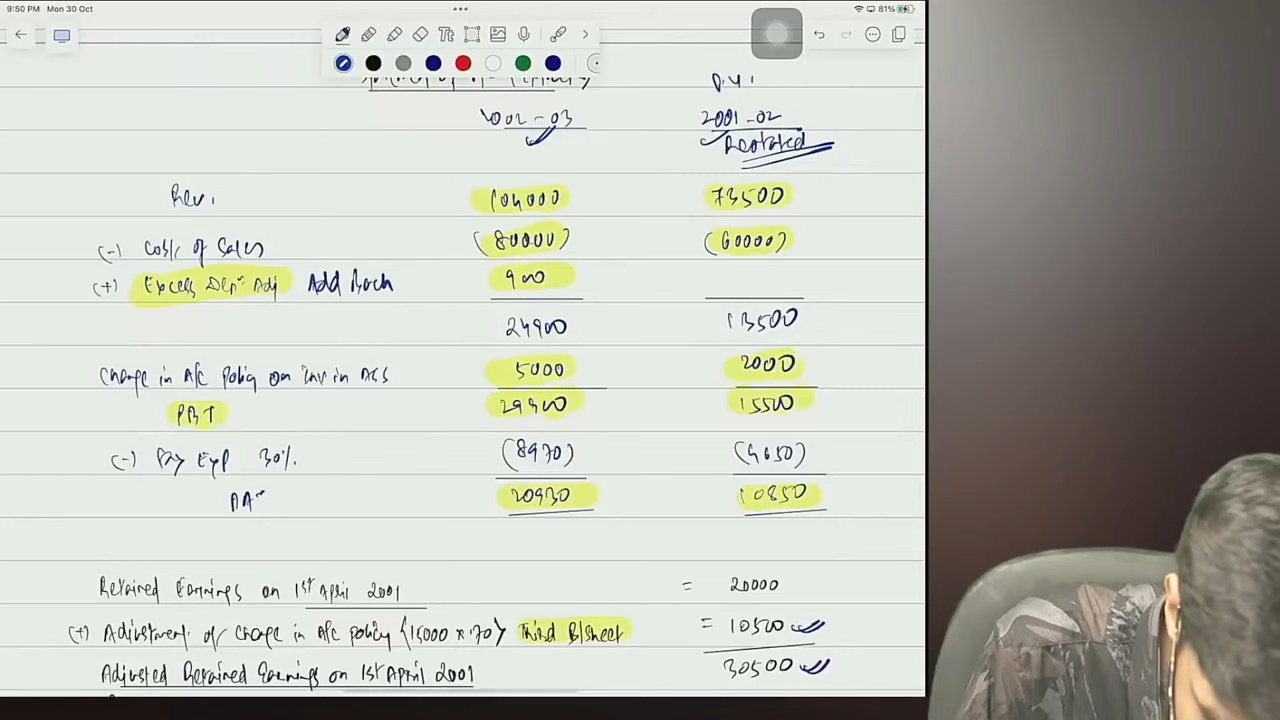 9:50 PM Mon 30 Oct
81%
P.Y.
2002-03 2001-02
Restated
Rev. 104000 73500
(-) Cost of Sales (80000) (60000)
(+) Excess Depn Adj Add Back 900
24900 13500
Change in A/c Policy on Inv in Ass 5000 2000
PBT 29900 15500
(-) Tax Exp 30% (8970) (4650)
PAT 20930 10850
Retained Earnings on 1st April 2001 = 20000
(+) Adjustment of change in A/c policy {15000 x 70} Third B/Sheet = 10500
Adjusted Retained Earnings on 1st April 2001 30500